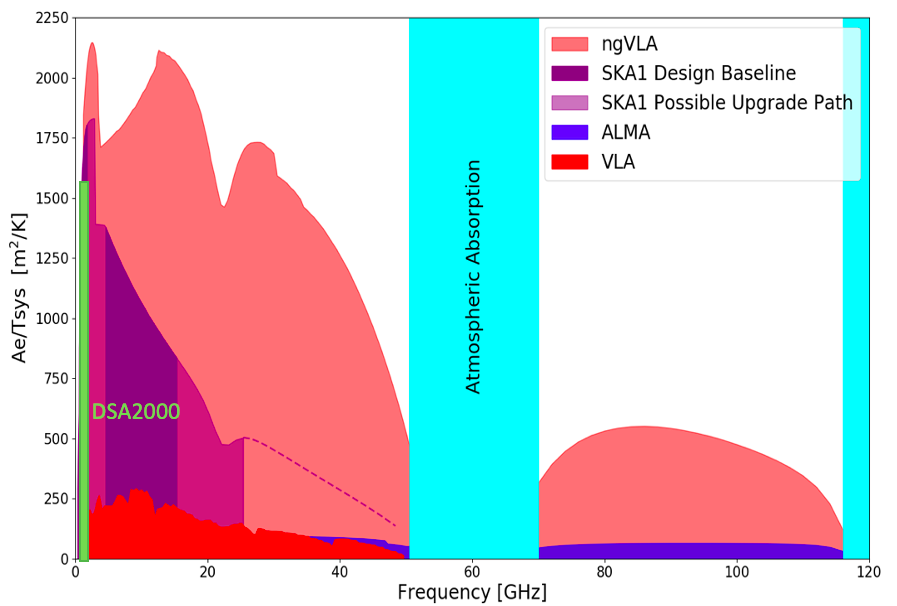 2250
2000
1750
1500
1250
1000
750
500
250
0
Ae/Tsys [m²/K]
DSA2000
Atmospheric Absorption
ngVLA
SKA1 Design Baseline
SKA1 Possible Upgrade Path
ALMA
VLA
0 20 40 60 80 100 120
Frequency [GHz]